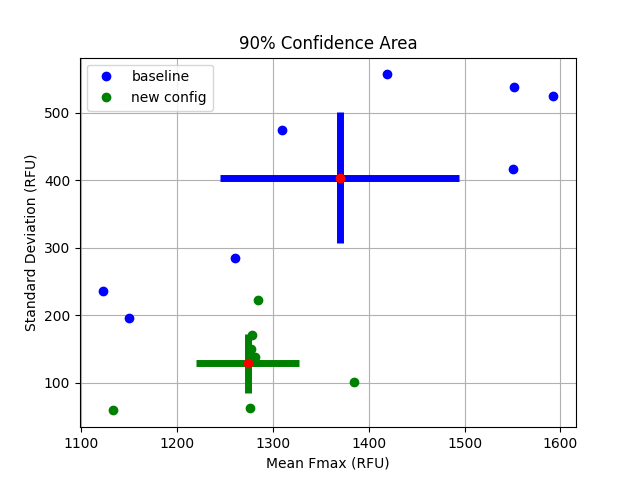 90% Confidence Area
baseline
new config
Standard Deviation (RFU)
500
400
300
200
100
1100 1200 1300 1400 1500 1600
Mean Fmax (RFU)